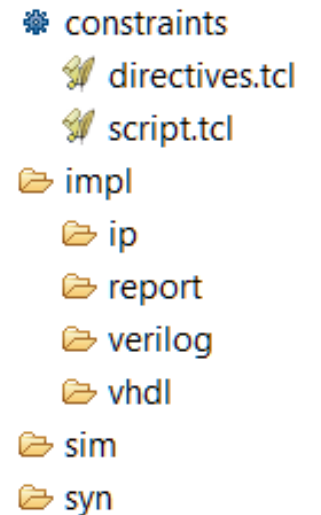 constraints
directives.tcl
script.tcl
impl
ip
report
verilog
vhdl
sim
syn